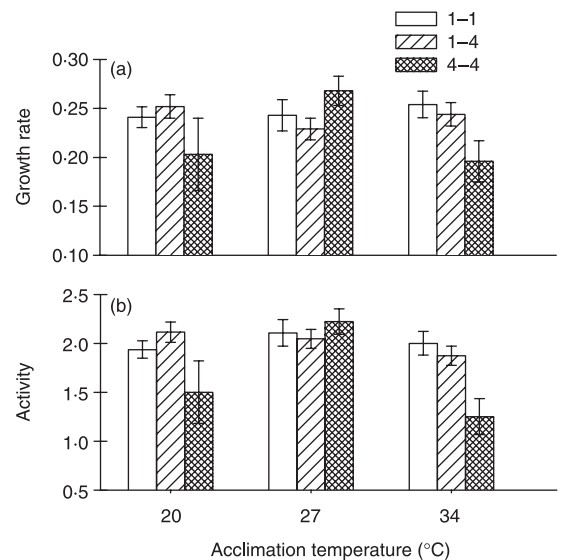 1–1
1–4
4–4
(a)
Growth rate
0·30
0·25
0·20
0·15
0·10
(b)
Activity
2·5
2·0
1·5
1·0
0·5
20 27 34
Acclimation temperature (°C)